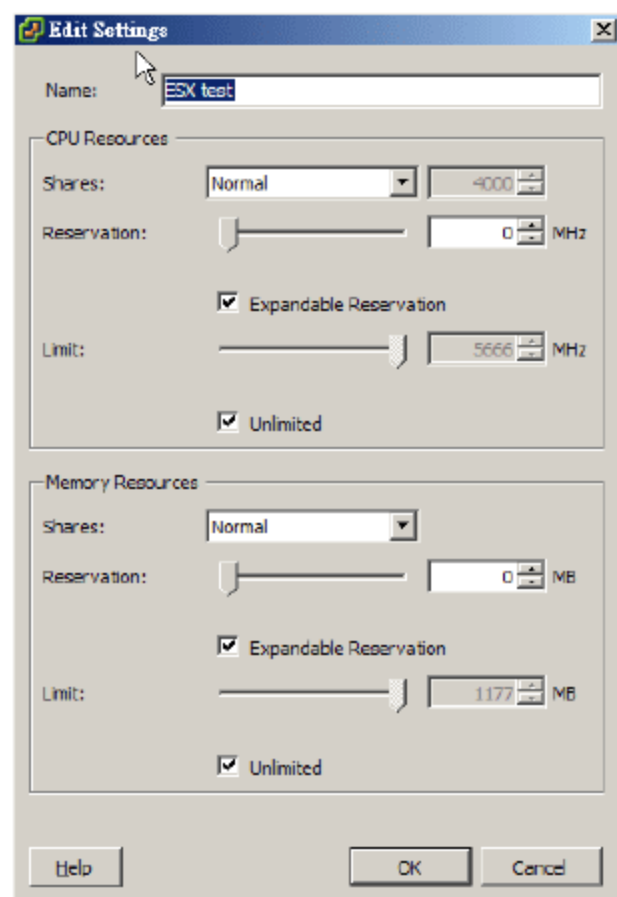 Edit Settings
Name: ESX test
CPU Resources
Shares: Normal 4000
Reservation: 0 MHz
Expandable Reservation
Limit: 5666 MHz
Unlimited
Memory Resources
Shares: Normal
Reservation: 0 MB
Expandable Reservation
Limit: 1177 MB
Unlimited
Help OK Cancel